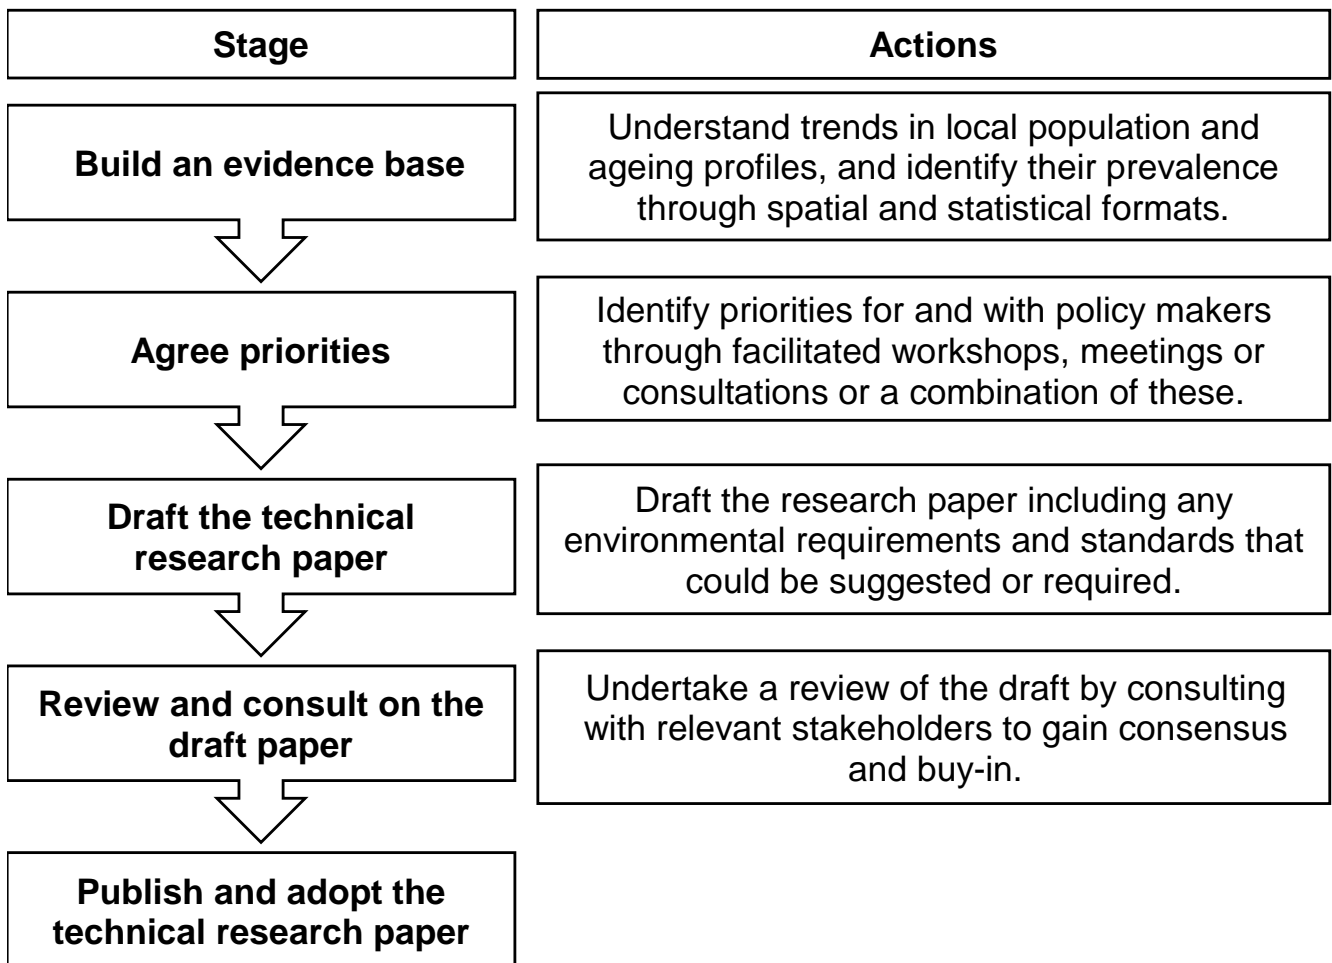 Stage
Actions
Build an evidence base
Understand trends in local population and
ageing profiles, and identify their prevalence
through spatial and statistical formats.
Agree priorities
Identify priorities for and with policy makers
through facilitated workshops, meetings or
consultations or a combination of these.
Draft the technical
research paper
Draft the research paper including any
environmental requirements and standards that
could be suggested or required.
Review and consult on the
draft paper
Undertake a review of the draft by consulting
with relevant stakeholders to gain consensus
and buy-in.
Publish and adopt the
technical research paper